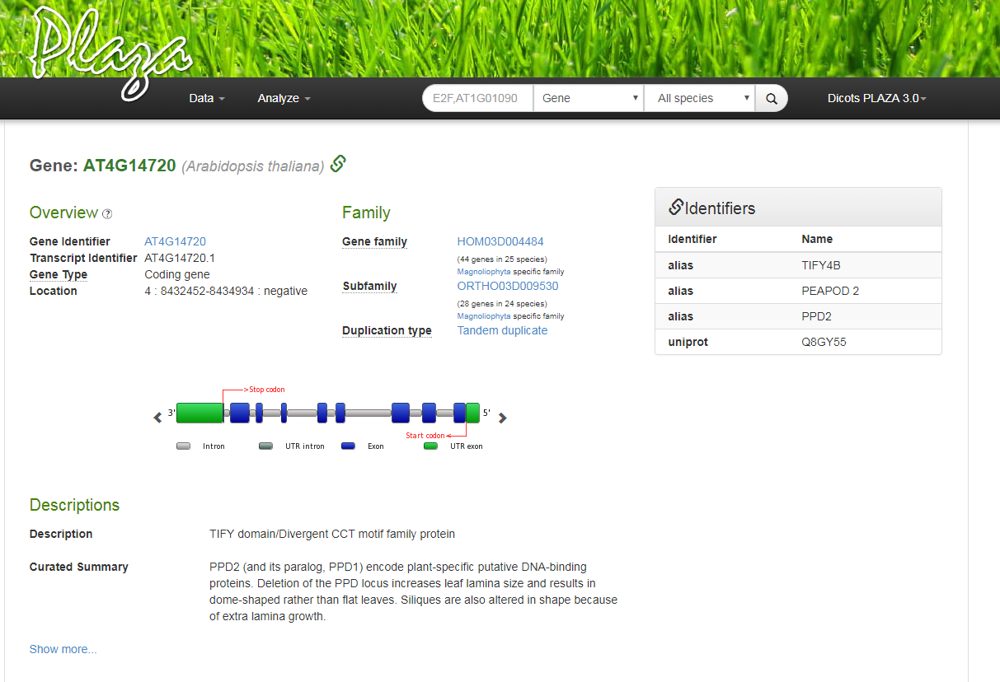 Plaza
Data
Analyze
E2F,AT1G01090
Gene
All species
Dicots PLAZA 3.0
Gene: AT4G14720 (Arabidopsis thaliana)
Overview ?
Gene Identifier AT4G14720
Transcript Identifier AT4G14720.1
Gene Type Coding gene
Location 4 : 8432452-8434934 : negative
Family
Gene family HOM03D004484
(44 genes in 25 species)
Magnoliophyta specific family
Subfamily ORTHO03D009530
(28 genes in 24 species)
Magnoliophyta specific family
Duplication type Tandem duplicate
Identifiers
Identifier Name
alias TIFY4B
alias PEAPOD 2
alias PPD2
uniprot Q8GY55
>Stop codon
3' 5'
Start codon<
Intron UTR intron Exon UTR exon
Descriptions
Description TIFY domain/Divergent CCT motif family protein
Curated Summary PPD2 (and its paralog, PPD1) encode plant-specific putative DNA-binding
proteins. Deletion of the PPD locus increases leaf lamina size and results in
dome-shaped rather than flat leaves. Siliques are also altered in shape because
of extra lamina growth.
Show more...